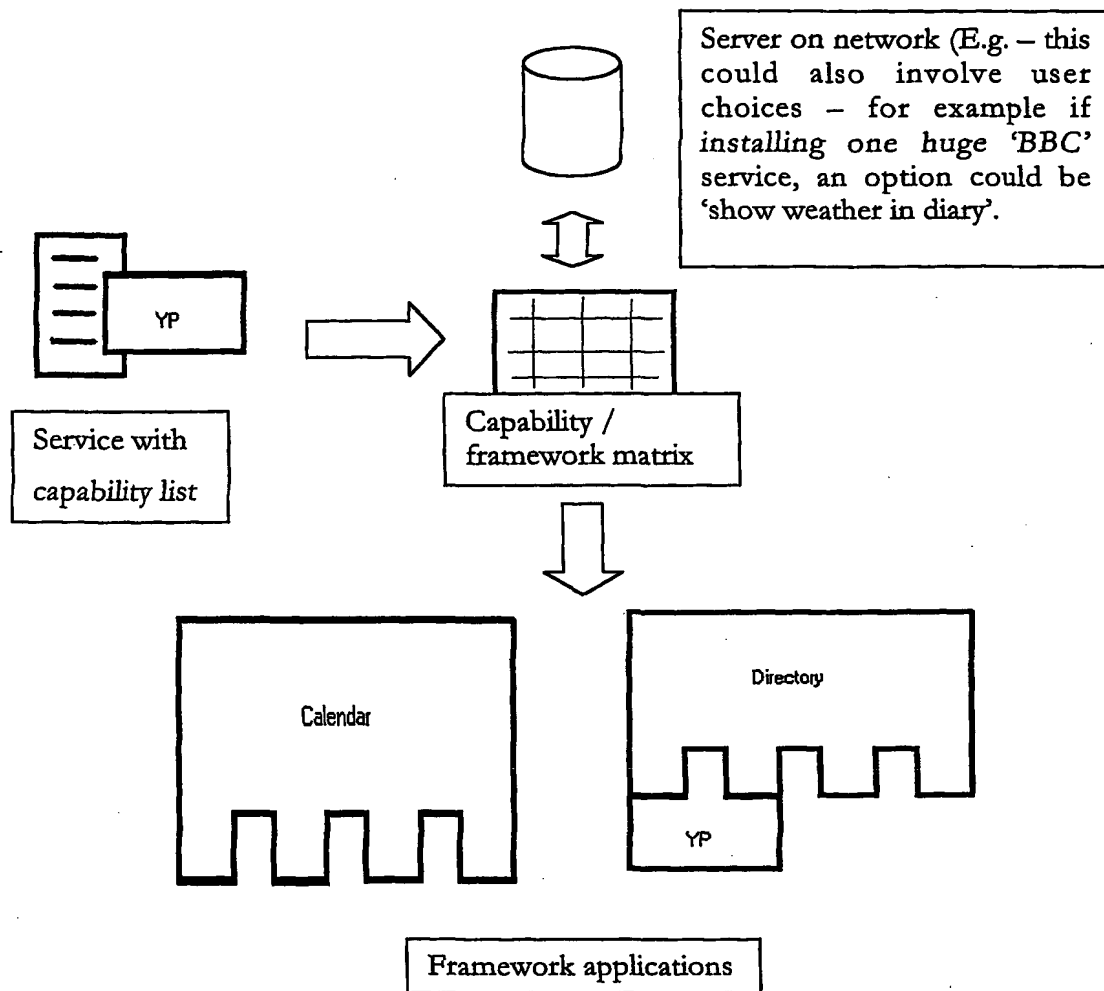 Server on network (E.g. – this
could also involve user
choices – for example if
installing one huge ‘BBC’
service, an option could be
‘show weather in diary’.
YP
Service with
capability list
Capability /
framework matrix
Calendar
Directory
YP
Framework applications